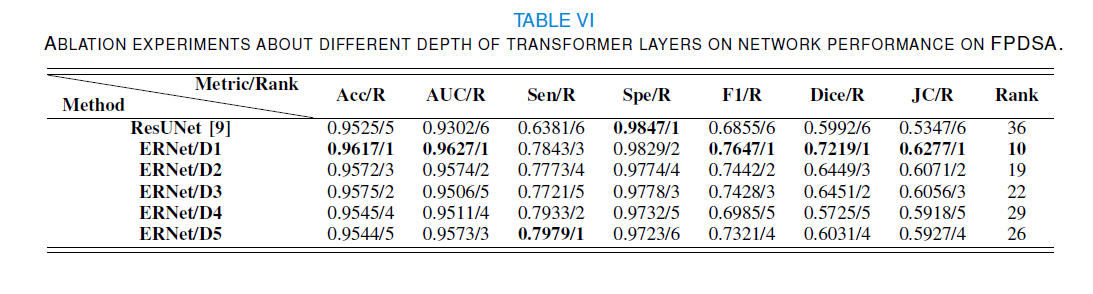 TABLE VI
ABLATION EXPERIMENTS ABOUT DIFFERENT DEPTH OF TRANSFORMER LAYERS ON NETWORK PERFORMANCE ON FPDSA.
Metric/Rank
Method Acc/R AUC/R Sen/R Spe/R F1/R Dice/R JC/R Rank
ResUNet [9] 0.9525/5 0.9302/6 0.6381/6 0.9847/1 0.6855/6 0.5992/6 0.5347/6 36
ERNet/D1 0.9617/1 0.9627/1 0.7843/3 0.9829/2 0.7647/1 0.7219/1 0.6277/1 10
ERNet/D2 0.9572/3 0.9574/2 0.7773/4 0.9774/4 0.7442/2 0.6449/3 0.6071/2 19
ERNet/D3 0.9575/2 0.9506/5 0.7721/5 0.9778/3 0.7428/3 0.6451/2 0.6056/3 22
ERNet/D4 0.9545/4 0.9511/4 0.7933/2 0.9732/5 0.6985/5 0.5725/5 0.5918/5 29
ERNet/D5 0.9544/5 0.9573/3 0.7979/1 0.9723/6 0.7321/4 0.6031/4 0.5927/4 26